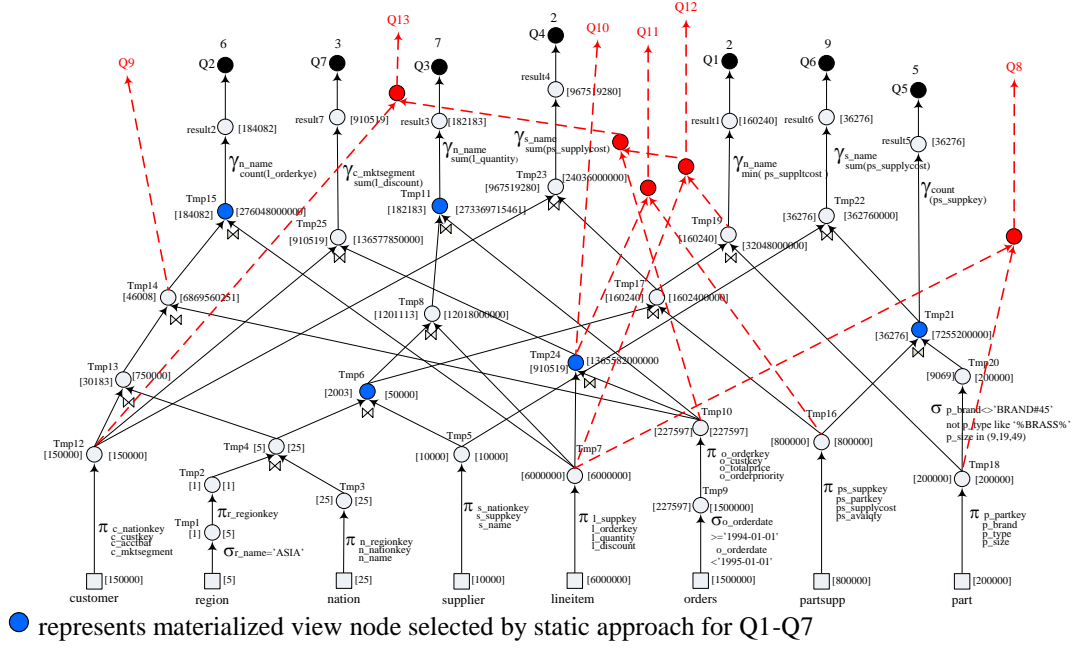 Q13
2
Q10
Q12
Q11
6
3
7
Q4
2
9
Q9
Q2
Q7
Q3
Q1
Q6
Q8
5
Q5
result4
[967519280]
result2
[184082]
result7
[910519]
result3
[182183]
result1
[160240]
result6
[36276]
result5
[36276]
γ n_name
count(l_orderkye)
γ c_mktsegment
sum(l_discount)
γ n_name
sum(l_quantity)
γ s_name
sum(ps_supplycost)
γ n_name
min( ps_suppltcost)
γ s_name
sum(ps_supplycost)
γ count
(ps_suppkey)
Tmp23
[967519280]
[24036000000]
Tmp15
[184082]
[276048000000]
Tmp25
[910519]
[136577850000]
Tmp11
[182183]
[27336971546l]
Tmp19
[160240]
[32048000000]
Tmp22
[36276]
[362760000]
Tmp14
[46008]
[6869560251]
Tmp8
[1201113]
[12018000000]
Tmp17
[160240]
[1602400000]
Tmp21
[36276]
[7255200000]
Tmp13
[30183]
[750000]
Tmp6
[2003]
[50000]
Tmp24
[910519]
[1365582000000]
Tmp20
[9069]
[200000]
σ p_brand<>'BRAND#45'
not p_type like '%BRASS%'
p_size in (9,19,49)
Tmp12
[150000]
[150000]
Tmp4
[5]
[25]
Tmp5
[10000]
[10000]
Tmp7
[6000000]
[6000000]
Tmp10
[227597]
[227597]
Tmp16
[800000]
[800000]
Tmp18
[200000]
[200000]
Tmp2
[1]
[1]
Tmp3
[25]
[25]
π o_orderkey
o_custkey
o_totalprice
o_orderpriority
Tmp9
[227597]
[1500000]
π r_regionkey
Tmp1
[1]
[5]
σ r_name='ASIA'
π c_nationkey
c_custkey
c_acctbal
c_mktsegment
π n_regionkey
n_nationkey
n_name
π s_nationkey
s_suppkey
s_name
π l_suppkey
l_orderkey
l_quantity
l_discount
σ o_orderdate
>='1994-01-01'
o_orderdate
<'1995-01-01'
π ps_suppkey
ps_partkey
ps_supplycost
ps_avaiqty
π p_partkey
p_brand
p_type
p_size
[150000]
[5]
[25]
[10000]
[6000000]
[1500000]
[800000]
[200000]
customer
region
nation
supplier
lineitem
orders
partsupp
part
represents materialized view node selected by static approach for Q1-Q7